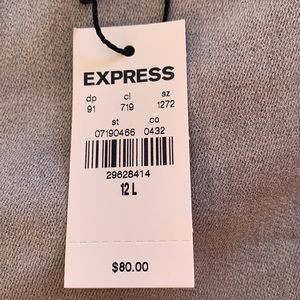 EXPRESS
dp cl sz
91 719 1272
st co
07190466 0432
29628414
12 L
$80.00